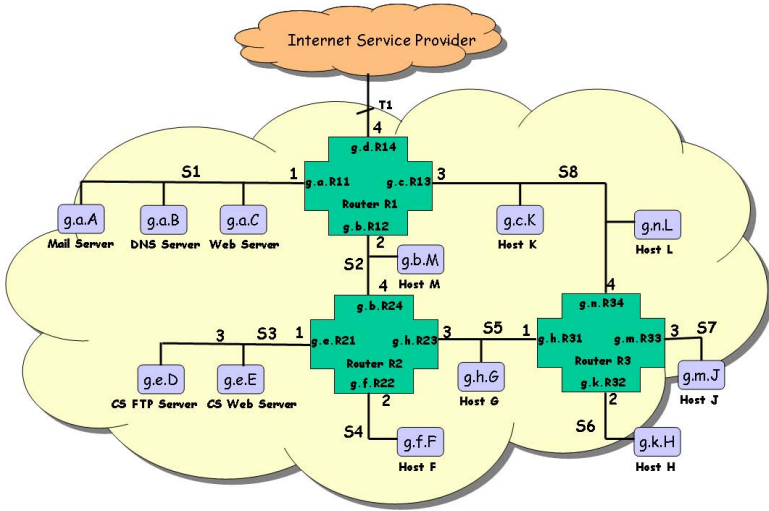 Internet Service Provider
T1
4
g.d.R14
S1
1
g.a.R11
g.c.R13
3
S8
Router R1
g.b.R12
g.a.A
g.a.B
g.a.C
Mail Server
DNS Server
Web Server
g.c.K
Host K
g.n.L
Host L
2
S2
g.b.M
Host M
4
g.b.R24
4
g.n.R34
3
S3
1
g.e.R21
g.h.R23
3
S5
1
g.h.R31
g.m.R33
3
S7
Router R2
g.f.R22
Router R3
g.k.R32
g.e.D
g.e.E
CS FTP Server
CS Web Server
g.h.G
Host G
g.m.J
Host J
2
S4
2
S6
g.f.F
Host F
g.k.H
Host H